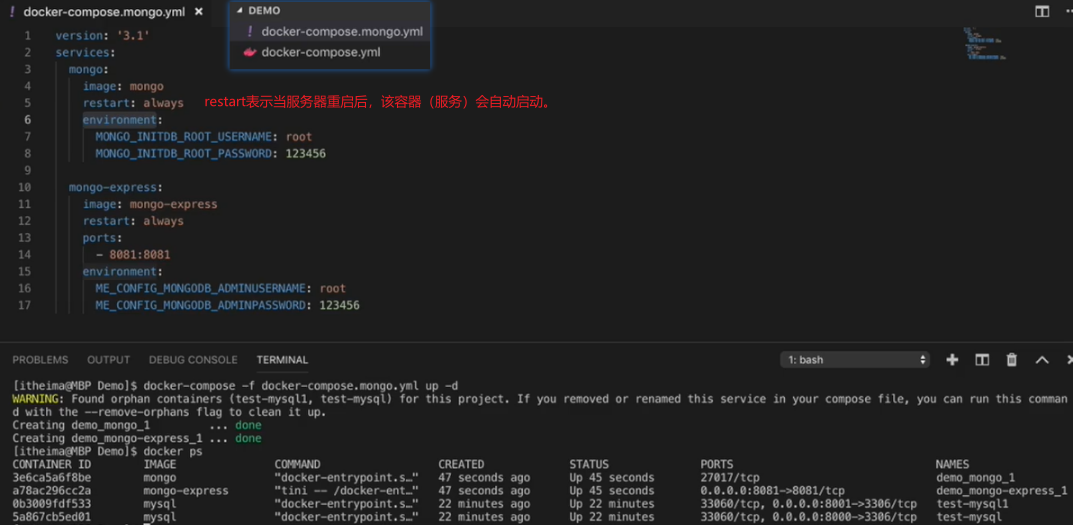 ! docker-compose.mongo.yml ×
DEMO
! docker-compose.mongo.yml
docker-compose.yml
1 version: '3.1'
2 services:
3 mongo:
4 image: mongo
5 restart: always restart表示当服务器重启后，该容器（服务）会自动启动。
6 environment:
7 MONGO_INITDB_ROOT_USERNAME: root
8 MONGO_INITDB_ROOT_PASSWORD: 123456
9
10 mongo-express:
11 image: mongo-express
12 restart: always
13 ports:
14 - 8081:8081
15 environment:
16 ME_CONFIG_MONGODB_ADMINUSERNAME: root
17 ME_CONFIG_MONGODB_ADMINPASSWORD: 123456
PROBLEMS OUTPUT DEBUG CONSOLE TERMINAL 1: bash
[itheima@MBP Demo]$ docker-compose -f docker-compose.mongo.yml up -d
WARNING: Found orphan containers (test-mysql1, test-mysql) for this project. If you removed or renamed this service in your compose file, you can run this comman
d with the --remove-orphans flag to clean it up.
Creating demo_mongo_1 ... done
Creating demo_mongo-express_1 ... done
[itheima@MBP Demo]$ docker ps
CONTAINER ID IMAGE COMMAND CREATED STATUS PORTS NAMES
3e6ca5a6f8be mongo "docker-entrypoint.s…" 47 seconds ago Up 45 seconds 27017/tcp demo_mongo_1
a78ac296cc2a mongo-express "tini -- /docker-ent…" 47 seconds ago Up 45 seconds 0.0.0.0:8081->8081/tcp demo_mongo-express_1
0b3009fdf533 mysql "docker-entrypoint.s…" 22 minutes ago Up 22 minutes 33060/tcp, 0.0.0.0:8001->3306/tcp test-mysql1
5a867cb5ed01 mysql "docker-entrypoint.s…" 22 minutes ago Up 22 minutes 33060/tcp, 0.0.0.0:8000->3306/tcp test-mysql